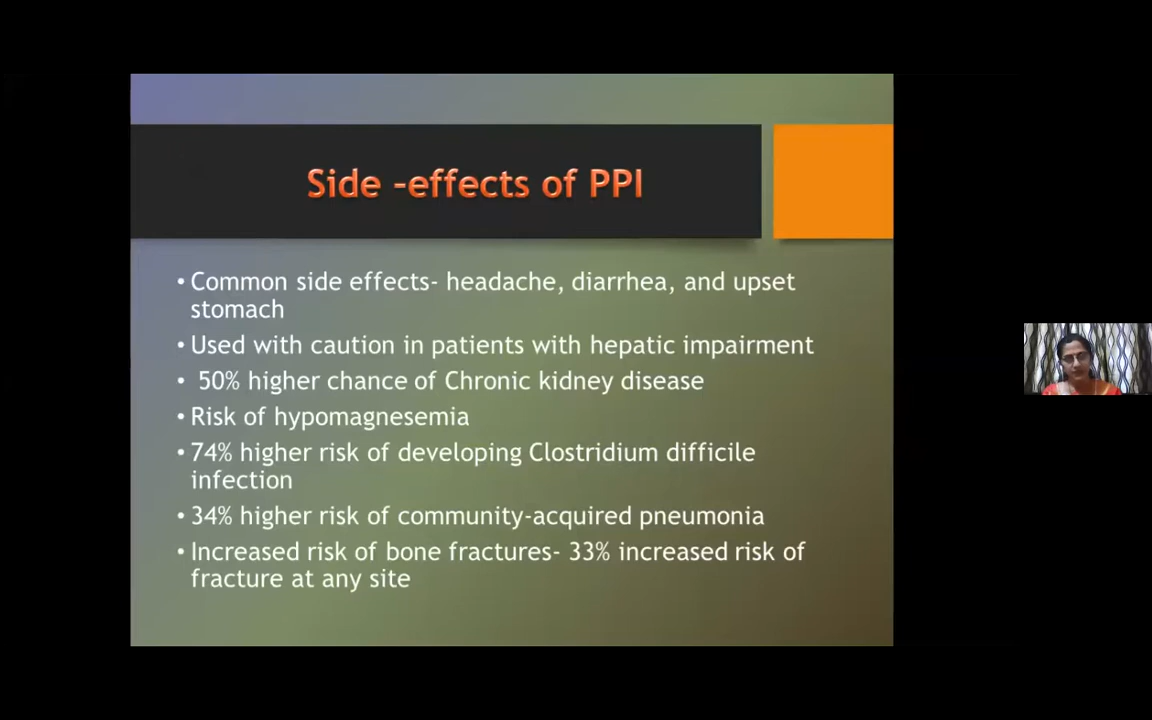 Side -effects of PPI
• Common side effects- headache, diarrhea, and upset
stomach
• Used with caution in patients with hepatic impairment
• 50% higher chance of Chronic kidney disease
• Risk of hypomagnesemia
• 74% higher risk of developing Clostridium difficile
infection
• 34% higher risk of community-acquired pneumonia
• Increased risk of bone fractures- 33% increased risk of
fracture at any site